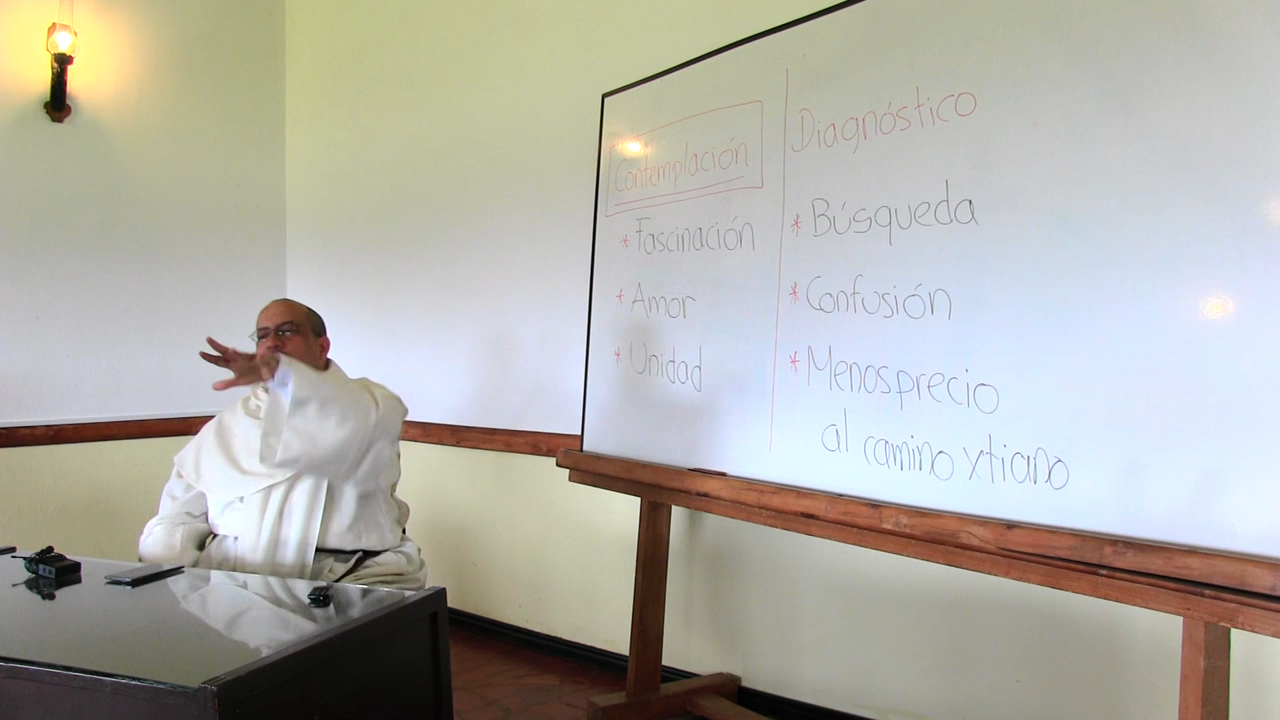 Contemplación
* Fascinación
* Amor
* Unidad
Diagnóstico
* Búsqueda
* Confusión
* Menosprecio
al camino xtiano